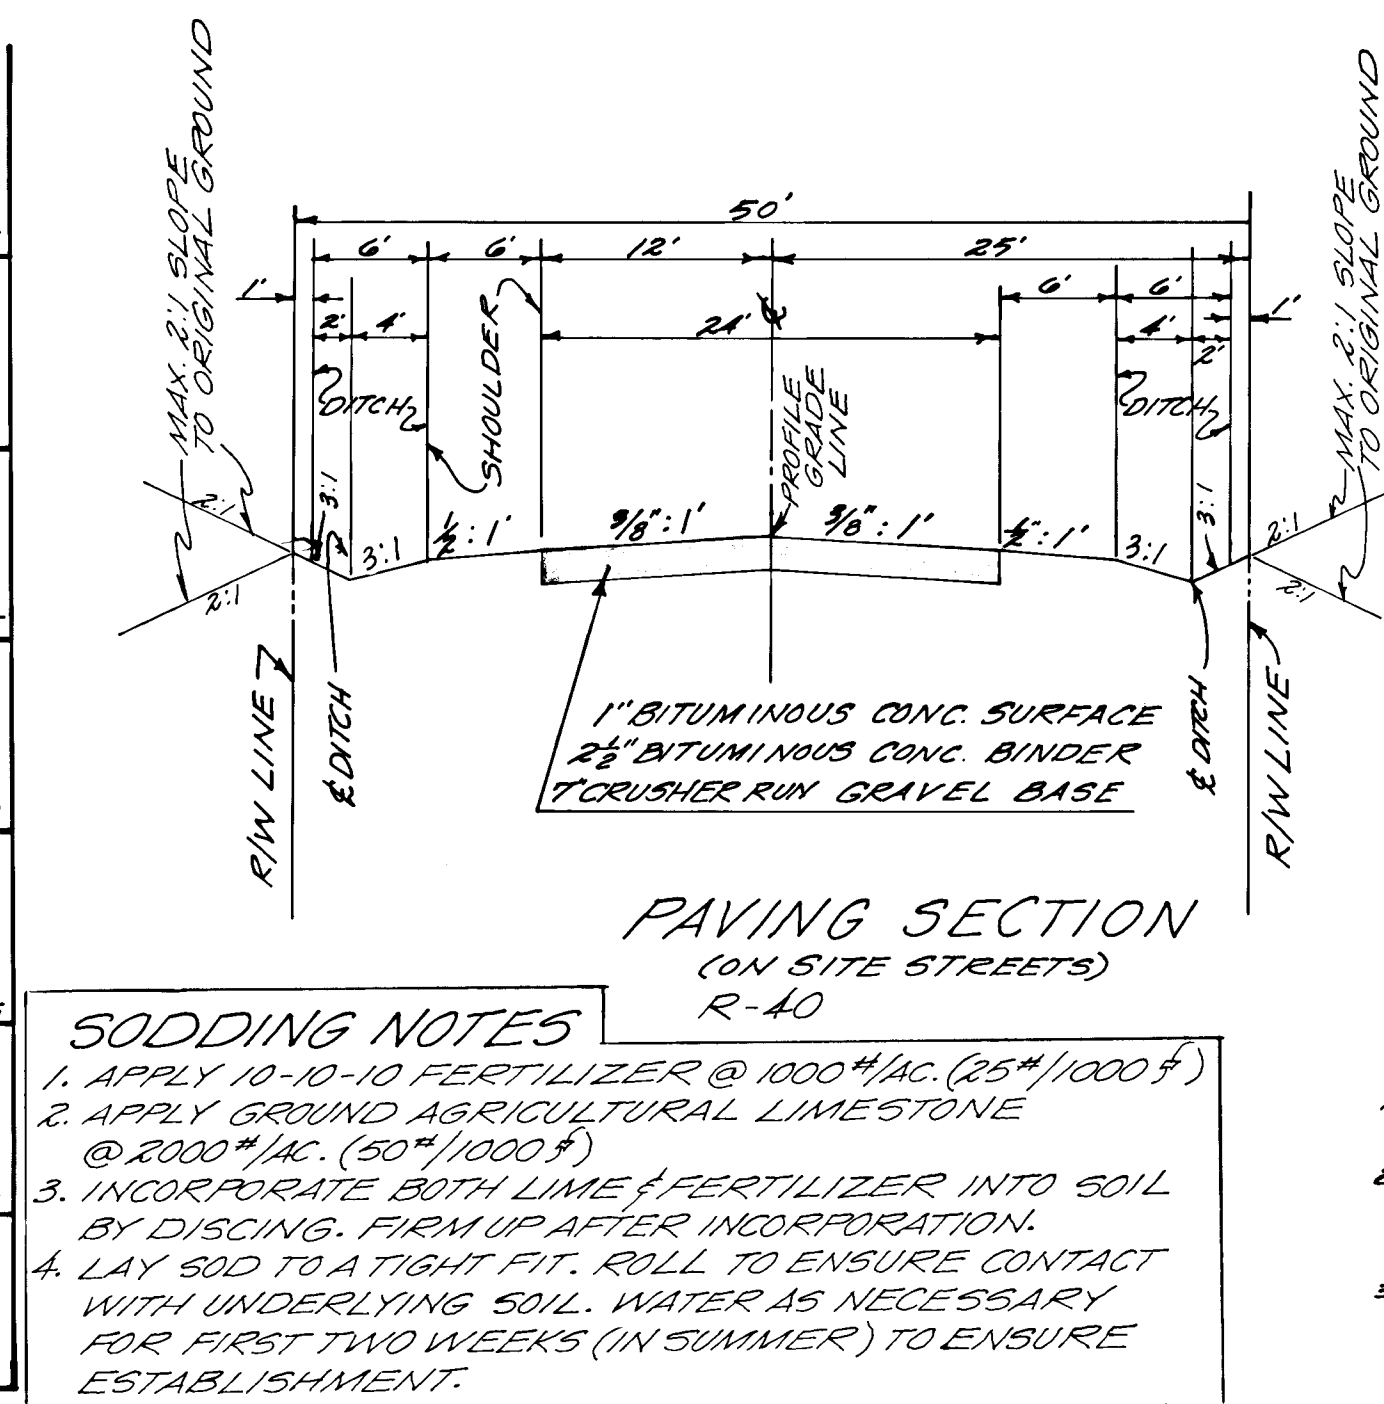 MAX. 2:1 SLOPE
TO ORIGINAL GROUND
MAX. 2:1 SLOPE
TO ORIGINAL GROUND
50'
6' 6' 12' 25'
1' 6' 6' 1'
2' 4' 24' ℄ 4' 2'
DITCH SHOULDER DITCH
PROFILE
GRADE
LINE
2:1 3:1 3:1 2:1
3:1 ½":1' 3/8":1' 3/8":1' ½":1' 3:1
2:1 2:1
R/W LINE ℄ DITCH ℄ DITCH R/W LINE
1" BITUMINOUS CONC. SURFACE
2½" BITUMINOUS CONC. BINDER
7" CRUSHER RUN GRAVEL BASE
PAVING SECTION
(ON SITE STREETS)
R-40
SODDING NOTES
1. APPLY 10-10-10 FERTILIZER @ 1000#/AC. (25#/1000 sf)
2. APPLY GROUND AGRICULTURAL LIMESTONE
@ 2000#/AC. (50#/1000 sf)
3. INCORPORATE BOTH LIME & FERTILIZER INTO SOIL
BY DISCING. FIRM UP AFTER INCORPORATION.
4. LAY SOD TO A TIGHT FIT. ROLL TO ENSURE CONTACT
WITH UNDERLYING SOIL. WATER AS NECESSARY
FOR FIRST TWO WEEKS (IN SUMMER) TO ENSURE
ESTABLISHMENT.